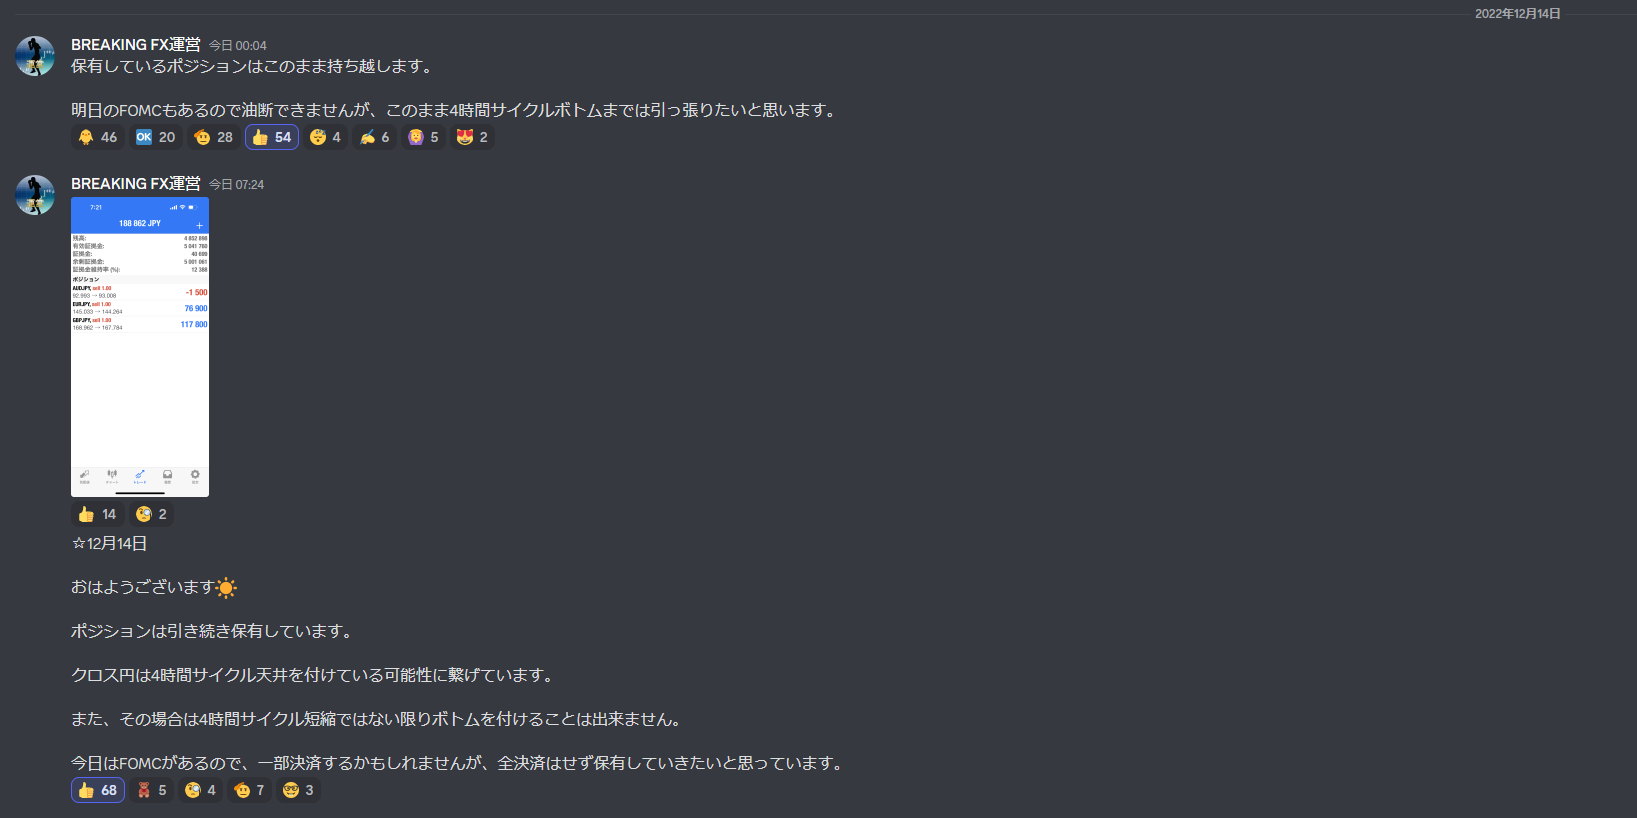 2022年12月14日
BREAKING FX運営 今日 00:04
保有しているポジションはこのまま持ち越します。
明日のFOMCもあるので油断できませんが、このまま4時間サイクルボトムまでは引っ張りたいと思います。
46 OK 20 28 54 4 6 5 2
BREAKING FX運営 今日 07:24
7:21
188 862 JPY +
残高: 4 852 898
有効証拠金: 5 041 760
証拠金: 40 699
余剰証拠金: 5 001 061
証拠金維持率 (%): 12 388
ポジション
AUDJPY, sell 1.00
92.993 → 93.008 -1 500
EURJPY, sell 1.00
145.033 → 144.264 76 900
GBPJPY, sell 1.00
168.962 → 167.784 117 800
チャート トレード
14 2
☆12月14日
おはようございます☀
ポジションは引き続き保有しています。
クロス円は4時間サイクル天井を付けている可能性に繋げています。
また、その場合は4時間サイクル短縮ではない限りボトムを付けることは出来ません。
今日はFOMCがあるので、一部決済するかもしれませんが、全決済はせず保有していきたいと思っています。
68 5 4 7 3